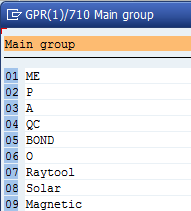 GPR(1)/710 Main group
Main group
01 ME
02 P
03 A
04 QC
05 BOND
06 O
07 Raytool
08 Solar
09 Magnetic